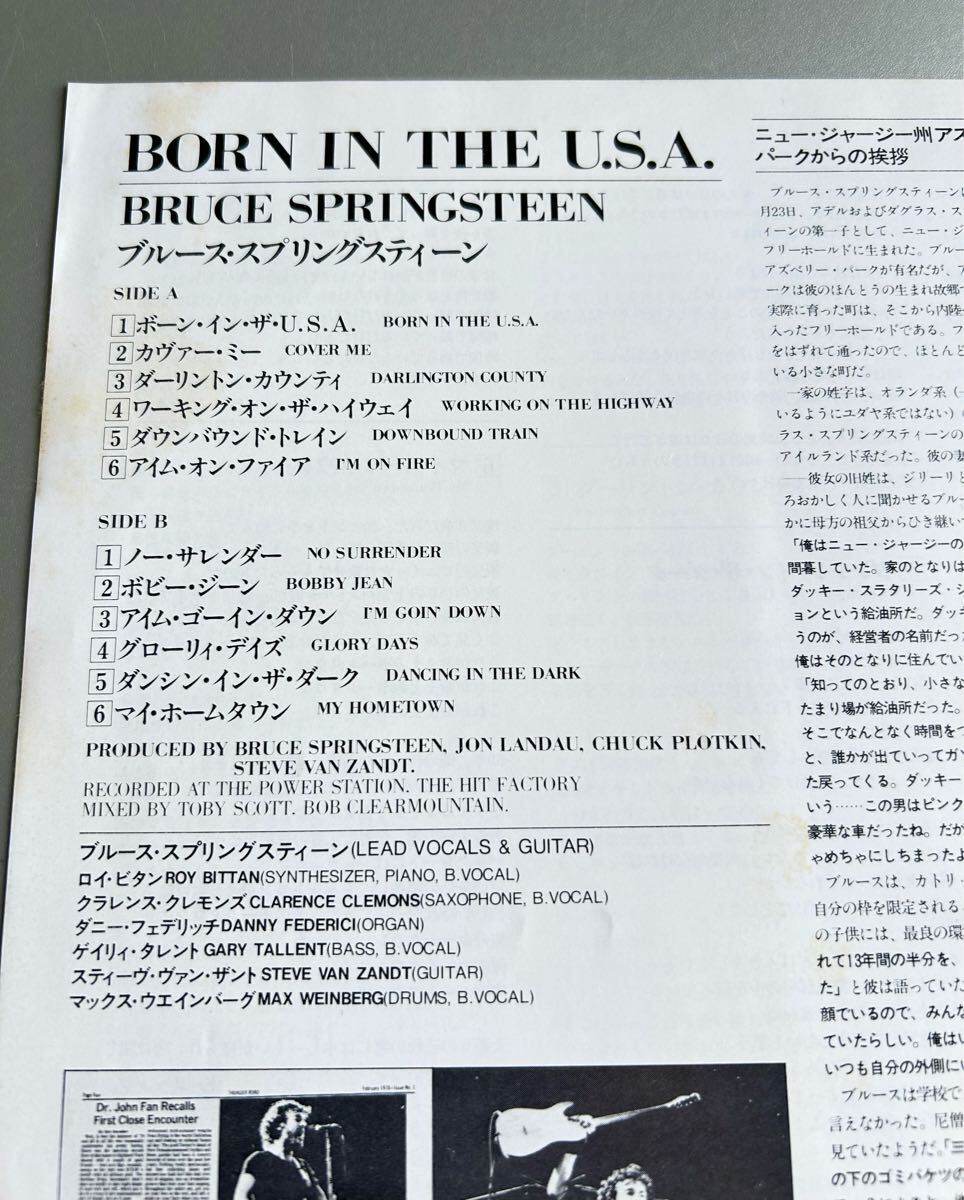 BORN IN THE U.S.A.
BRUCE SPRINGSTEEN
ブルース・スプリングスティーン
SIDE A
1 ボーン・イン・ザ・U.S.A. BORN IN THE U.S.A.
2 カヴァー・ミー COVER ME
3 ダーリントン・カウンティ DARLINGTON COUNTY
4 ワーキング・オン・ザ・ハイウェイ WORKING ON THE HIGHWAY
5 ダウンバウンド・トレイン DOWNBOUND TRAIN
6 アイム・オン・ファイア I'M ON FIRE
SIDE B
1 ノー・サレンダー NO SURRENDER
2 ボビー・ジーン BOBBY JEAN
3 アイム・ゴーイン・ダウン I'M GOIN' DOWN
4 グローリィ・デイズ GLORY DAYS
5 ダンシン・イン・ザ・ダーク DANCING IN THE DARK
6 マイ・ホームタウン MY HOMETOWN
PRODUCED BY BRUCE SPRINGSTEEN, JON LANDAU, CHUCK PLOTKIN,
STEVE VAN ZANDT.
RECORDED AT THE POWER STATION. THE HIT FACTORY
MIXED BY TOBY SCOTT. BOB CLEARMOUNTAIN.
ブルース・スプリングスティーン(LEAD VOCALS & GUITAR)
ロイ・ビタン ROY BITTAN(SYNTHESIZER, PIANO, B.VOCAL)
クラレンス・クレモンズ CLARENCE CLEMONS(SAXOPHONE, B.VOCAL)
ダニー・フェデリッチ DANNY FEDERICI(ORGAN)
ゲイリィ・タレント GARY TALLENT(BASS, B.VOCAL)
スティーヴ・ヴァン・ザント STEVE VAN ZANDT(GUITAR)
マックス・ウエインバーグ MAX WEINBERG(DRUMS, B.VOCAL)
Dr. John Fan Recalls
First Close Encounter
ニュー・ジャージー州アス
パークからの挨拶
ブルース・スプリングスティーンに
月23日、アデルおよびダグラス・ス
ィーンの第一子として、ニュー・ジ
フリーホールドに生まれた。ブルー
アズベリー・パークが有名だが、ア
ークは彼のほんとうの生まれ故郷で
実際に育った町は、そこから内陸へ
入ったフリーホールドである。フ
をはずれて通ったので、ほとんど
いる小さな町だ。
一家の姓字は、オランダ系(一
いるようにユダヤ系ではない)の
ラス・スプリングスティーンの
アイルランド系だった。彼の妻
彼女の旧姓は、ジリーリと
ろおかしく人に聞かせるブルー
かに母方の祖父からひき継い
「俺はニュー・ジャージーの
間暮していた。家のとなりは
ダッキー・スラタリーズ・シ
ョンという給油所だ。ダッキ
うのが、経営者の名前だった
俺はそのとなりに住んでい
「知ってのとおり、小さな
たまり場が給油所だった。
そこでなんとなく時間をつ
と、誰かが出ていってガソ
た戻ってくる。ダッキー
いう……この男はピンク
豪華な車だったね。だが
ゃめちゃにしちまったよ
ブルースは、カトリッ
自分の枠を限定される
の子供には、最良の環
れて13年間の半分を、
た」と彼は語っていた
顔でいるので、みんな
ていたらしい。俺はい
いつも自分の外側にい
ブルースは学校で
言えなかった。尼僧
見ていたようだ。「三
の下のゴミバケツの